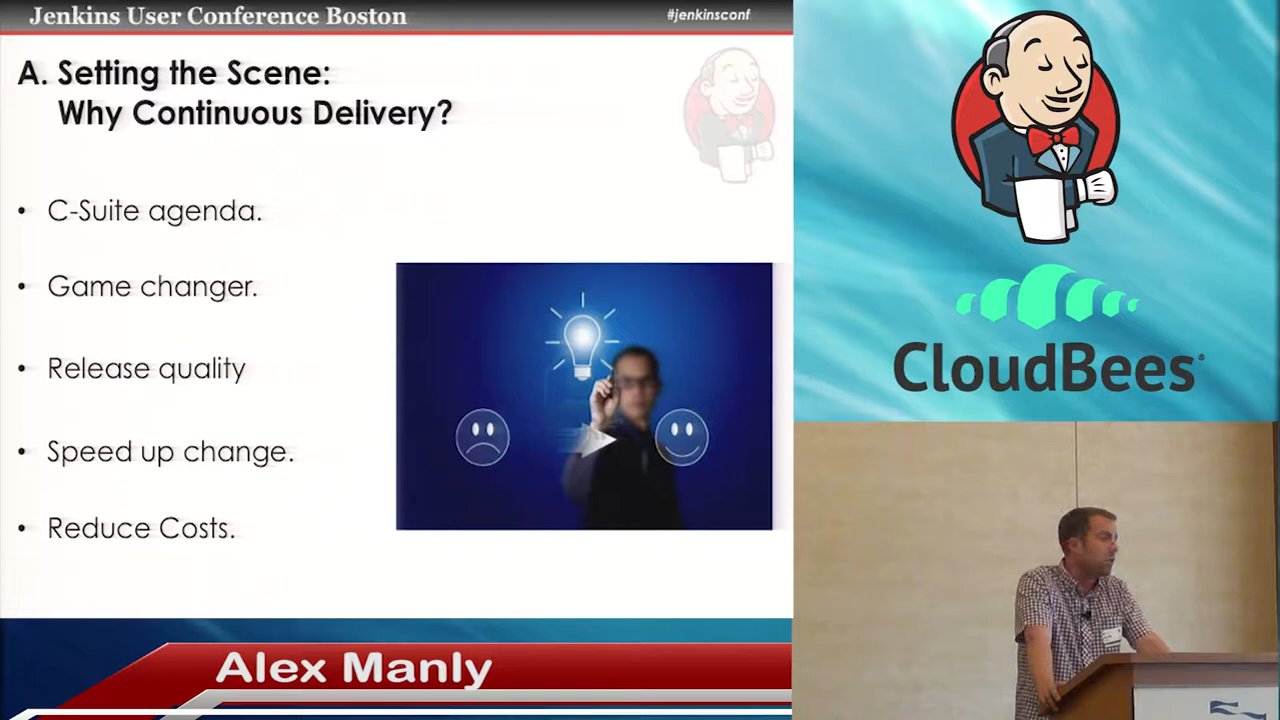 Jenkins User Conference Boston
#jenkinsconf
A. Setting the Scene:
Why Continuous Delivery?
• C-Suite agenda.
• Game changer.
• Release quality
• Speed up change.
• Reduce Costs.
CloudBees®
Alex Manly